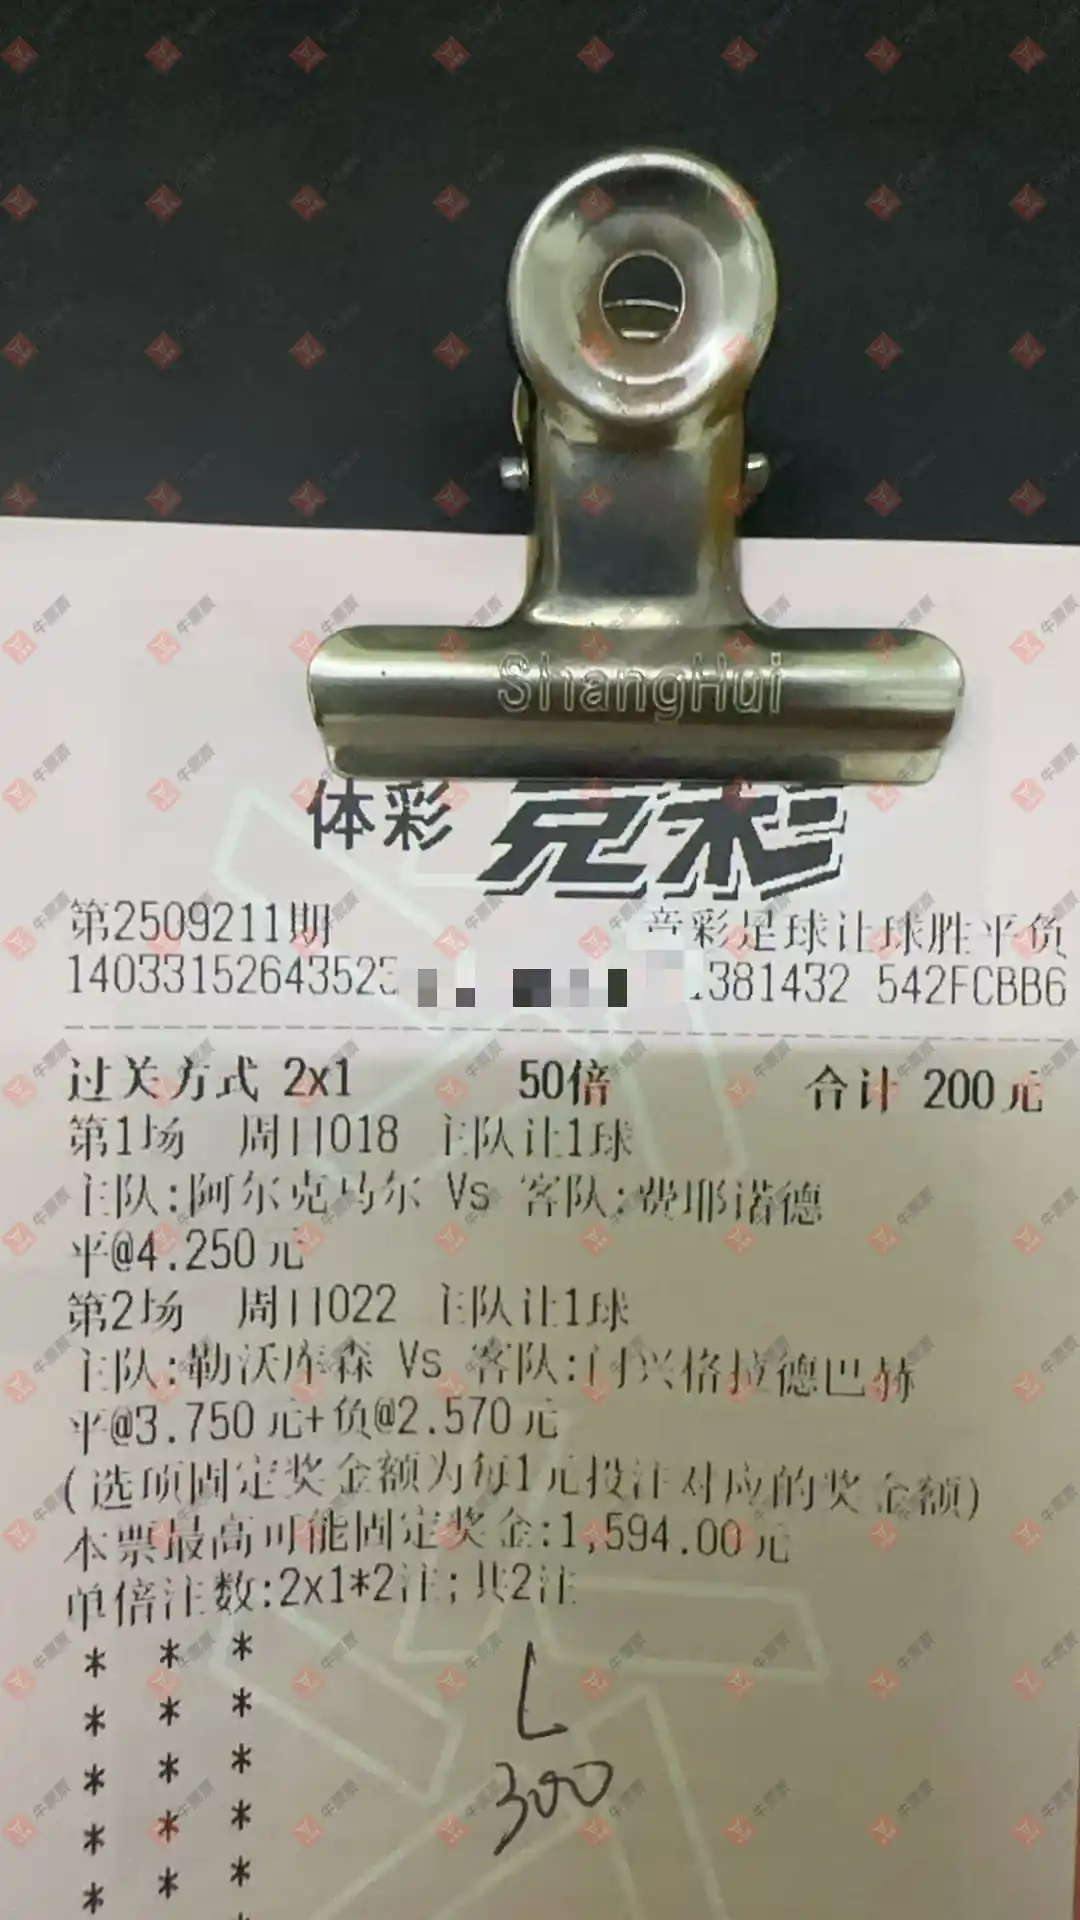 ShangHui
体彩 竞彩
第2509211期 竞彩足球让球胜平负
1403315264352 381432 542FCBB6
过关方式 2x1 50倍 合计 200元
第1场 周日018 主队让1球
主队:阿尔克马尔 Vs 客队:费耶诺德
平@4.250元
第2场 周日022 主队让1球
主队:勒沃库森 Vs 客队:门兴格拉德巴赫
平@3.750元+负@2.570元
(选项固定奖金额为每1元投注对应的奖金额)
本票最高可能固定奖金:1,594.00元
单倍注数:2x1*2注;共2注
* * *
* * *
* * *
* * *
* * *
L
300
牛票票